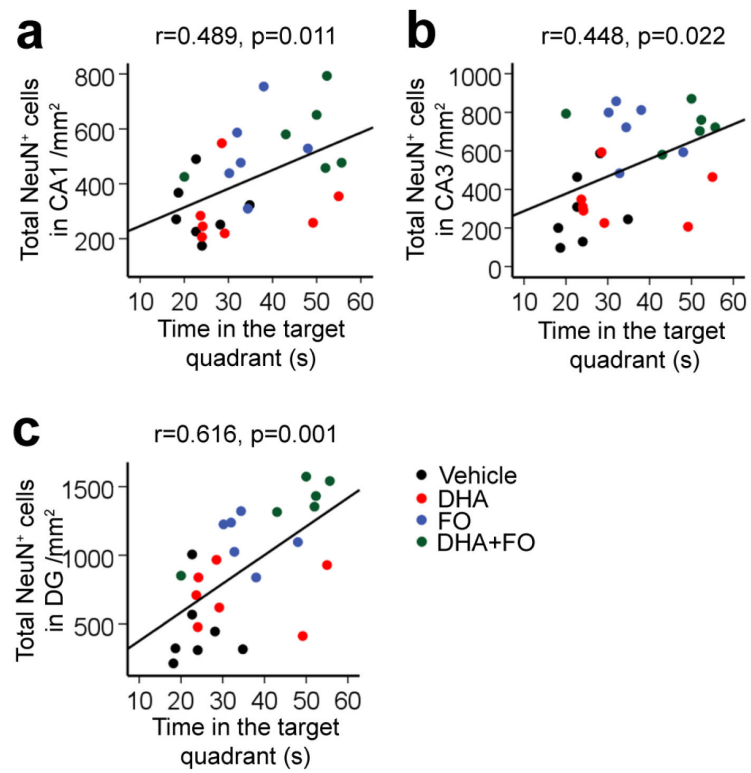 a
r=0.489, p=0.011
Total NeuN⁺ cells
in CA1 /mm²
800
600
400
200
10 20 30 40 50 60
Time in the target
quadrant (s)
b
r=0.448, p=0.022
Total NeuN⁺ cells
in CA3 /mm²
1000
800
600
400
200
0
10 20 30 40 50 60
Time in the target
quadrant (s)
c
r=0.616, p=0.001
Total NeuN⁺ cells
in DG /mm²
1500
1000
500
10 20 30 40 50 60
Time in the target
quadrant (s)
Vehicle
DHA
FO
DHA+FO